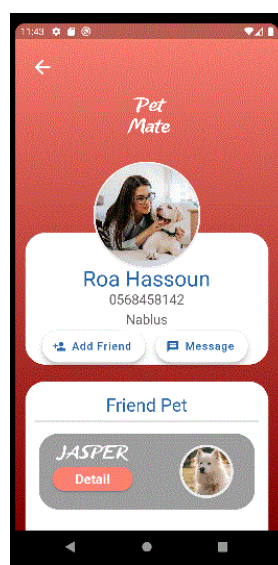 11:43
Pet
Mate
Roa Hassoun
0568458142
Nablus
Add Friend
Message
Friend Pet
JASPER
Detail